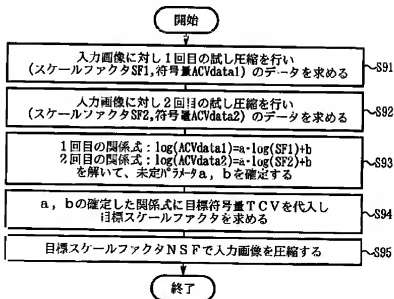 開始
入力画像に対し1回目の試し圧縮を行い
(スケールファクタSF1,符号量ACVdata1) のデータを求める
S91
入力画像に対し2回目の試し圧縮を行い
(スケールファクタSF2,符号量ACVdata2) のデータを求める
S92
1回目の関係式：log(ACVdata1)=a・log(SF1)+b
2回目の関係式：log(ACVdata2)=a・log(SF2)+b
を解いて、未定パラメータa, bを確定する
S93
a, bの確定した関係式に目標符号量TCVを代入し
目標スケールファクタを求める
S94
目標スケールファクタNSFで入力画像を圧縮する
S95
終了